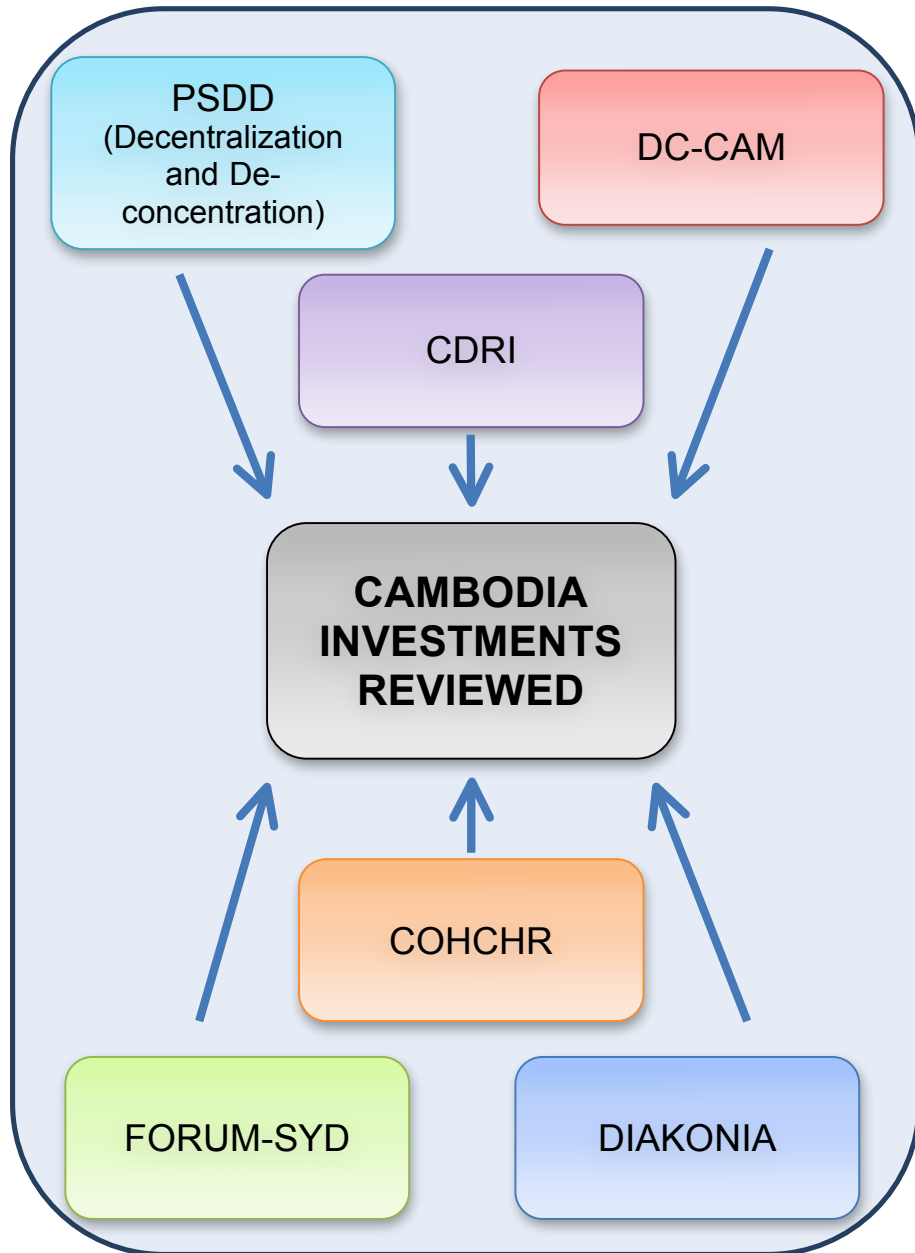 PSDD
(Decentralization
and De-
concentration)
DC-CAM
CDRI
CAMBODIA
INVESTMENTS
REVIEWED
COHCHR
FORUM-SYD
DIAKONIA